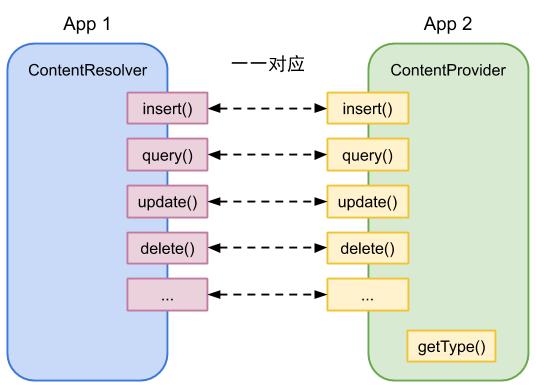 App 1
App 2
一一对应
ContentResolver
ContentProvider
insert()
insert()
query()
query()
update()
update()
delete()
delete()
...
...
getType()